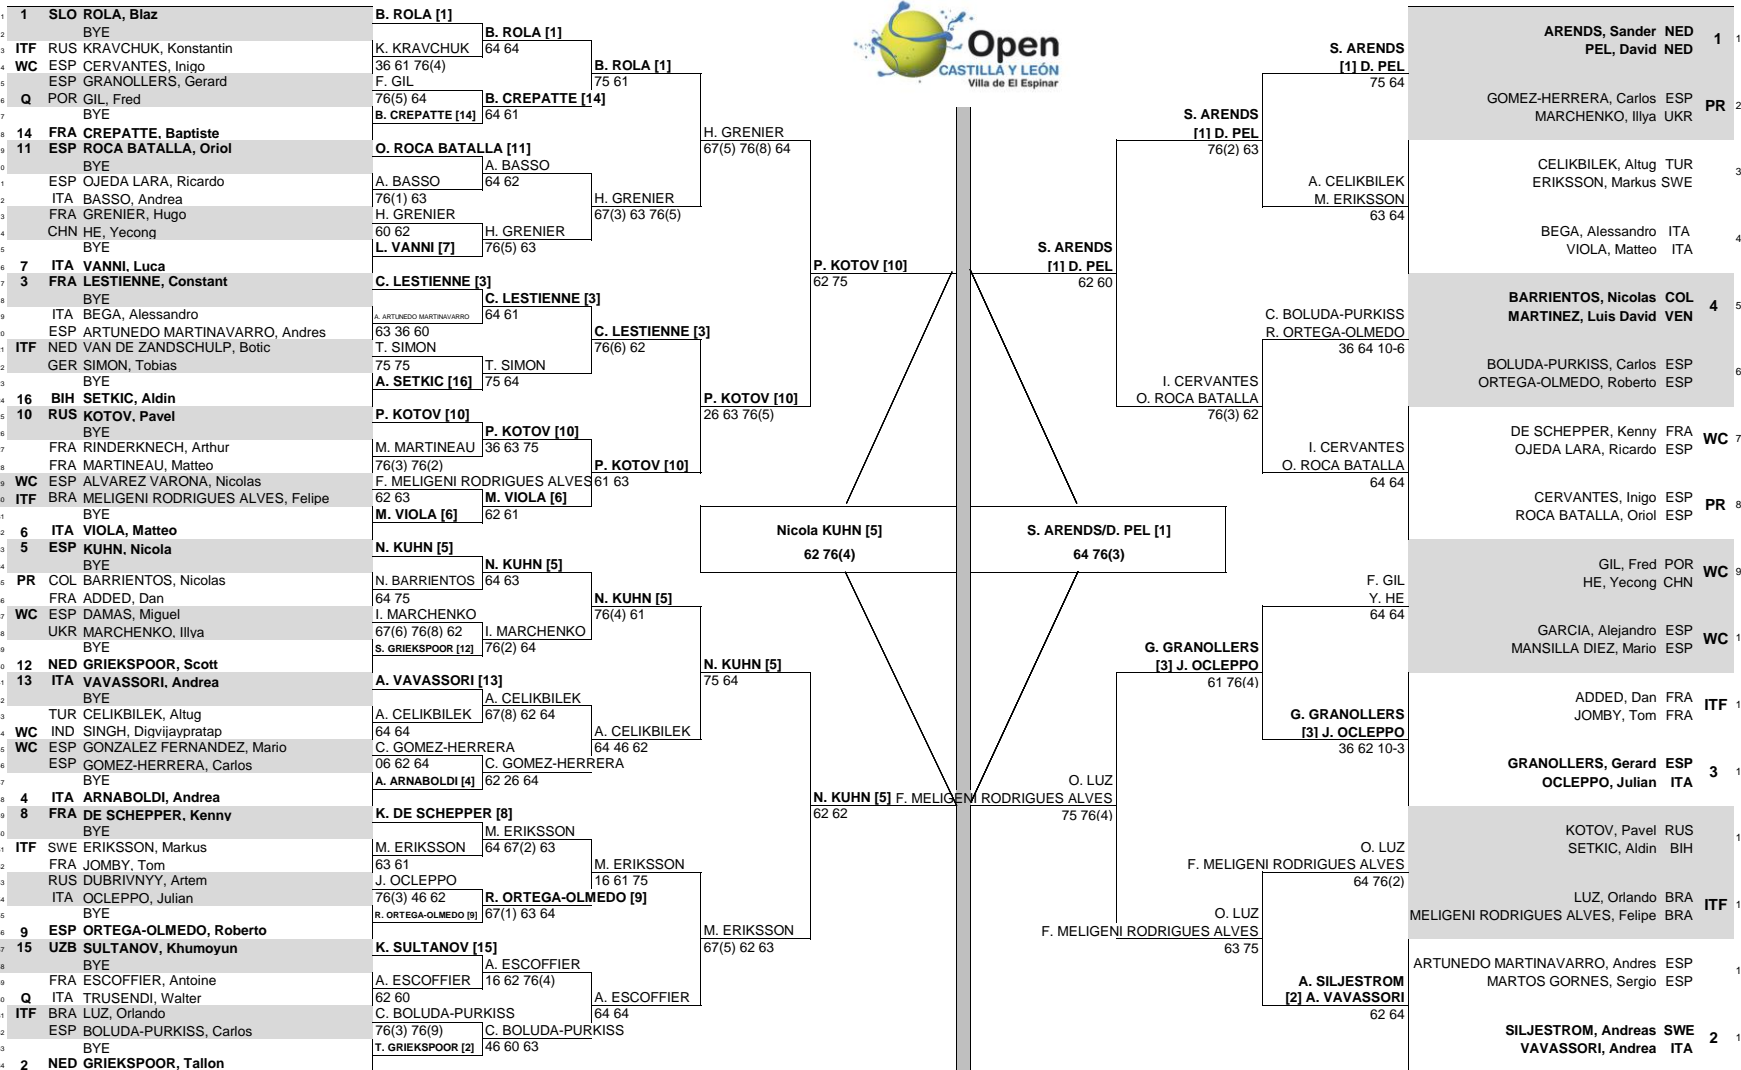 Open
CASTILLA Y LEÓN
Villa de El Espinar
1 SLO ROLA, Blaz
BYE
ITF RUS KRAVCHUK, Konstantin
WC ESP CERVANTES, Inigo
ESP GRANOLLERS, Gerard
Q POR GIL, Fred
BYE
14 FRA CREPATTE, Baptiste
11 ESP ROCA BATALLA, Oriol
BYE
ESP OJEDA LARA, Ricardo
ITA BASSO, Andrea
FRA GRENIER, Hugo
CHN HE, Yecong
BYE
7 ITA VANNI, Luca
3 FRA LESTIENNE, Constant
BYE
ITA BEGA, Alessandro
ESP ARTUNEDO MARTINAVARRO, Andres
ITF NED VAN DE ZANDSCHULP, Botic
GER SIMON, Tobias
BYE
16 BIH SETKIC, Aldin
10 RUS KOTOV, Pavel
BYE
FRA RINDERKNECH, Arthur
FRA MARTINEAU, Matteo
WC ESP ALVAREZ VARONA, Nicolas
ITF BRA MELIGENI RODRIGUES ALVES, Felipe
BYE
6 ITA VIOLA, Matteo
5 ESP KUHN, Nicola
BYE
PR COL BARRIENTOS, Nicolas
FRA ADDED, Dan
WC ESP DAMAS, Miguel
UKR MARCHENKO, Illya
BYE
12 NED GRIEKSPOOR, Scott
13 ITA VAVASSORI, Andrea
BYE
TUR CELIKBILEK, Altug
WC IND SINGH, Digvijaypratap
WC ESP GONZALEZ FERNANDEZ, Mario
ESP GOMEZ-HERRERA, Carlos
BYE
4 ITA ARNABOLDI, Andrea
8 FRA DE SCHEPPER, Kenny
BYE
ITF SWE ERIKSSON, Markus
FRA JOMBY, Tom
RUS DUBRIVNYY, Artem
ITA OCLEPPO, Julian
BYE
9 ESP ORTEGA-OLMEDO, Roberto
15 UZB SULTANOV, Khumoyun
BYE
FRA ESCOFFIER, Antoine
Q ITA TRUSENDI, Walter
ITF BRA LUZ, Orlando
ESP BOLUDA-PURKISS, Carlos
BYE
2 NED GRIEKSPOOR, Tallon
B. ROLA [1]
K. KRAVCHUK
36 61 76(4)
F. GIL
76(5) 64
B. CREPATTE [14]
O. ROCA BATALLA [11]
A. BASSO
76(1) 63
H. GRENIER
60 62
L. VANNI [7]
C. LESTIENNE [3]
A. ARTUNEDO MARTINAVARRO
63 36 60
T. SIMON
75 75
A. SETKIC [16]
P. KOTOV [10]
M. MARTINEAU
76(3) 76(2)
F. MELIGENI RODRIGUES ALVES
62 63
M. VIOLA [6]
N. KUHN [5]
N. BARRIENTOS
64 75
I. MARCHENKO
67(6) 76(8) 62
S. GRIEKSPOOR [12]
A. VAVASSORI [13]
A. CELIKBILEK
64 64
C. GOMEZ-HERRERA
06 62 64
A. ARNABOLDI [4]
K. DE SCHEPPER [8]
M. ERIKSSON
63 61
J. OCLEPPO
76(3) 46 62
R. ORTEGA-OLMEDO [9]
K. SULTANOV [15]
A. ESCOFFIER
62 60
C. BOLUDA-PURKISS
76(3) 76(9)
T. GRIEKSPOOR [2]
B. ROLA [1]
64 64
B. CREPATTE [14]
64 61
A. BASSO
64 62
H. GRENIER
76(5) 63
C. LESTIENNE [3]
64 61
T. SIMON
75 64
P. KOTOV [10]
36 63 75
M. VIOLA [6]
62 61
N. KUHN [5]
64 63
I. MARCHENKO
76(2) 64
A. CELIKBILEK
67(8) 62 64
C. GOMEZ-HERRERA
62 26 64
M. ERIKSSON
64 67(2) 63
R. ORTEGA-OLMEDO [9]
67(1) 63 64
A. ESCOFFIER
16 62 76(4)
C. BOLUDA-PURKISS
46 60 63
B. ROLA [1]
75 61
H. GRENIER
67(3) 63 76(5)
C. LESTIENNE [3]
76(6) 62
P. KOTOV [10]
61 63
N. KUHN [5]
76(4) 61
A. CELIKBILEK
64 46 62
M. ERIKSSON
16 61 75
A. ESCOFFIER
64 64
H. GRENIER
67(5) 76(8) 64
P. KOTOV [10]
26 63 76(5)
N. KUHN [5]
75 64
M. ERIKSSON
67(5) 62 63
P. KOTOV [10]
62 75
N. KUHN [5]
62 62
Nicola KUHN [5]
62 76(4)
S. ARENDS/D. PEL [1]
64 76(3)
S. ARENDS
[1] D. PEL
62 60
O. LUZ
F. MELIGENI RODRIGUES ALVES
75 76(4)
S. ARENDS
[1] D. PEL
76(2) 63
I. CERVANTES
O. ROCA BATALLA
76(3) 62
G. GRANOLLERS
[3] J. OCLEPPO
61 76(4)
O. LUZ
F. MELIGENI RODRIGUES ALVES
63 75
S. ARENDS
[1] D. PEL
75 64
A. CELIKBILEK
M. ERIKSSON
63 64
C. BOLUDA-PURKISS
R. ORTEGA-OLMEDO
36 64 10-6
I. CERVANTES
O. ROCA BATALLA
64 64
F. GIL
Y. HE
64 64
G. GRANOLLERS
[3] J. OCLEPPO
36 62 10-3
O. LUZ
F. MELIGENI RODRIGUES ALVES
64 76(2)
A. SILJESTROM
[2] A. VAVASSORI
62 64
ARENDS, Sander NED 1 1
PEL, David NED
GOMEZ-HERRERA, Carlos ESP PR 2
MARCHENKO, Illya UKR
CELIKBILEK, Altug TUR 3
ERIKSSON, Markus SWE
BEGA, Alessandro ITA 4
VIOLA, Matteo ITA
BARRIENTOS, Nicolas COL 4 5
MARTINEZ, Luis David VEN
BOLUDA-PURKISS, Carlos ESP 6
ORTEGA-OLMEDO, Roberto ESP
DE SCHEPPER, Kenny FRA WC 7
OJEDA LARA, Ricardo ESP
CERVANTES, Inigo ESP PR 8
ROCA BATALLA, Oriol ESP
GIL, Fred POR WC 9
HE, Yecong CHN
GARCIA, Alejandro ESP WC 1
MANSILLA DIEZ, Mario ESP
ADDED, Dan FRA ITF 1
JOMBY, Tom FRA
GRANOLLERS, Gerard ESP 3 1
OCLEPPO, Julian ITA
KOTOV, Pavel RUS 1
SETKIC, Aldin BIH
LUZ, Orlando BRA ITF 1
MELIGENI RODRIGUES ALVES, Felipe BRA
ARTUNEDO MARTINAVARRO, Andres ESP 1
MARTOS GORNES, Sergio ESP
SILJESTROM, Andreas SWE 2 1
VAVASSORI, Andrea ITA